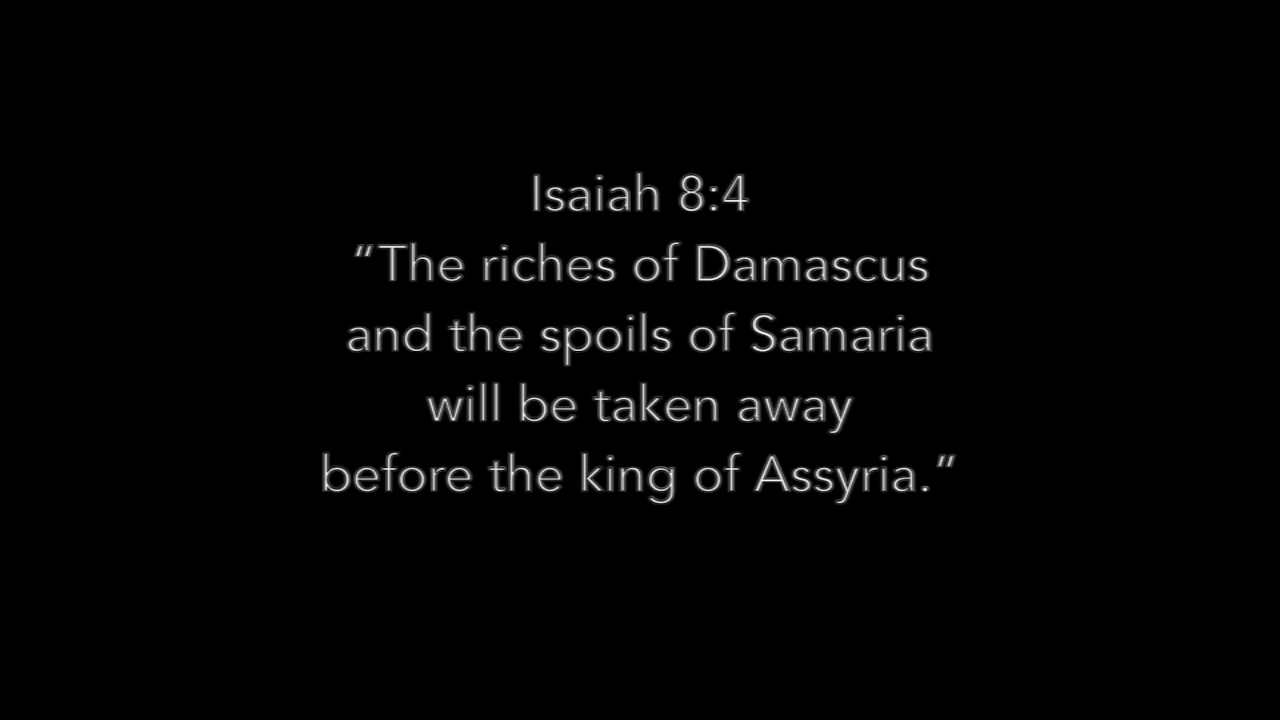 Isaiah 8:4
“The riches of Damascus
and the spoils of Samaria
will be taken away
before the king of Assyria.”